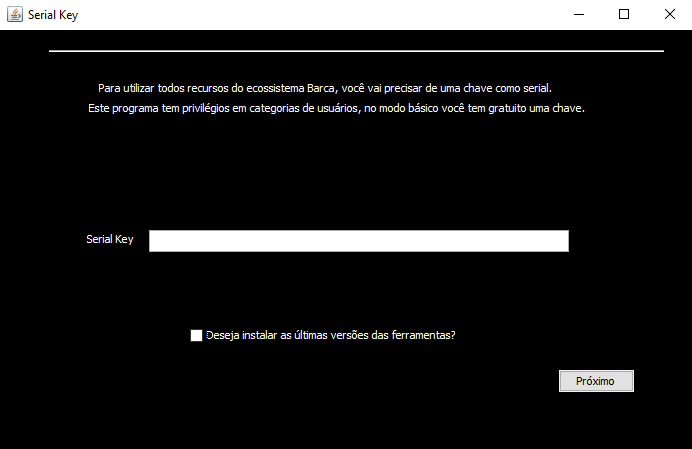 Serial Key
Para utilizar todos recursos do ecossistema Barca, você vai precisar de uma chave como serial.
Este programa tem privilégios em categorias de usuários, no modo básico você tem gratuito uma chave.
Serial Key
Deseja instalar as últimas versões das ferramentas?
Próximo